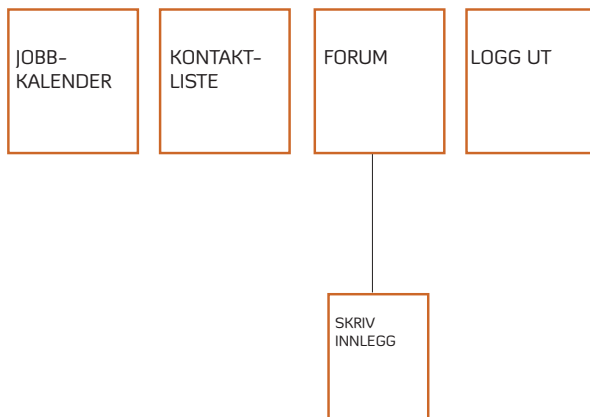 JOBB-
KALENDER
KONTAKT-
LISTE
FORUM
LOGG UT
SKRIV
INNLEGG